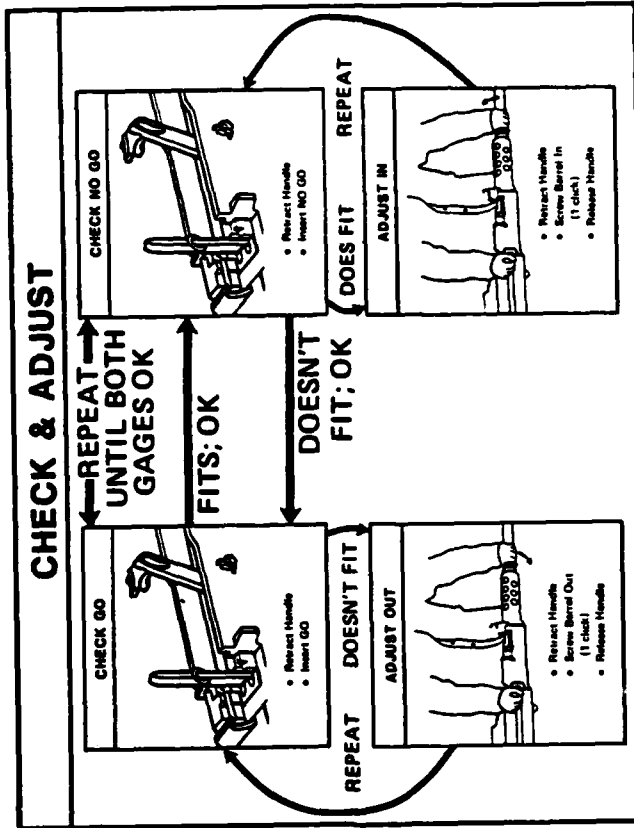 CHECK & ADJUST
REPEAT
UNTIL BOTH
GAGES OK
CHECK GO
• Retract Handle
• Insert GO
FITS; OK
CHECK NO GO
• Retract Handle
• Insert NO GO
DOESN'T
FIT; OK
REPEAT
DOESN'T FIT
DOES FIT
REPEAT
ADJUST OUT
• Retract Handle
• Screw Barrel Out
(1 click)
• Release Handle
ADJUST IN
• Retract Handle
• Screw Barrel In
(1 click)
• Release Handle